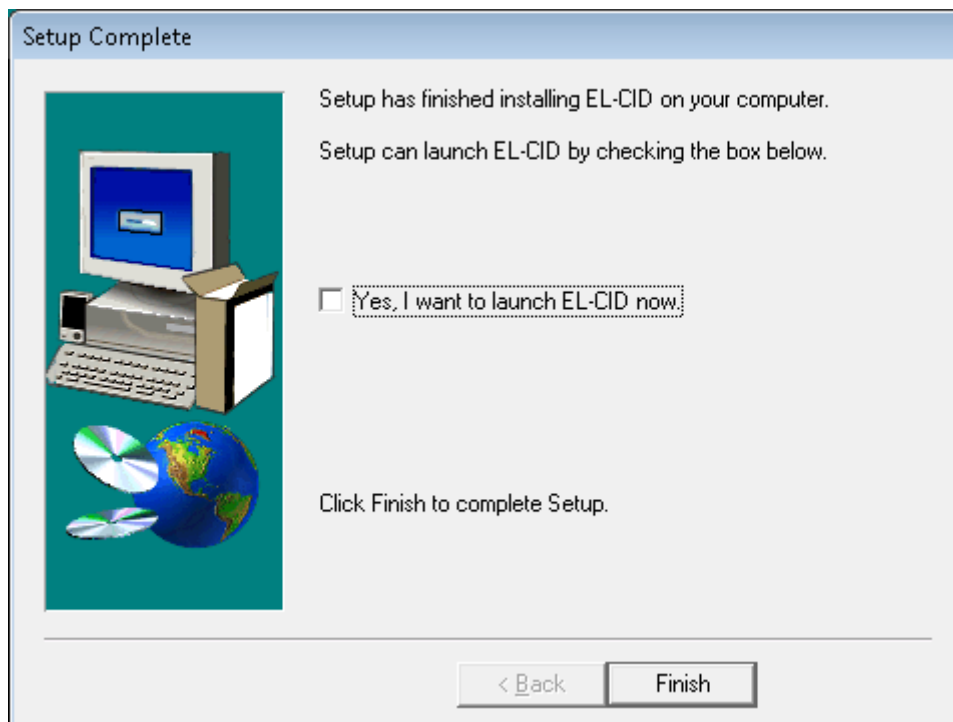 Setup Complete
Setup has finished installing EL-CID on your computer.
Setup can launch EL-CID by checking the box below.
Yes, I want to launch EL-CID now.
Click Finish to complete Setup.
< Back
Finish